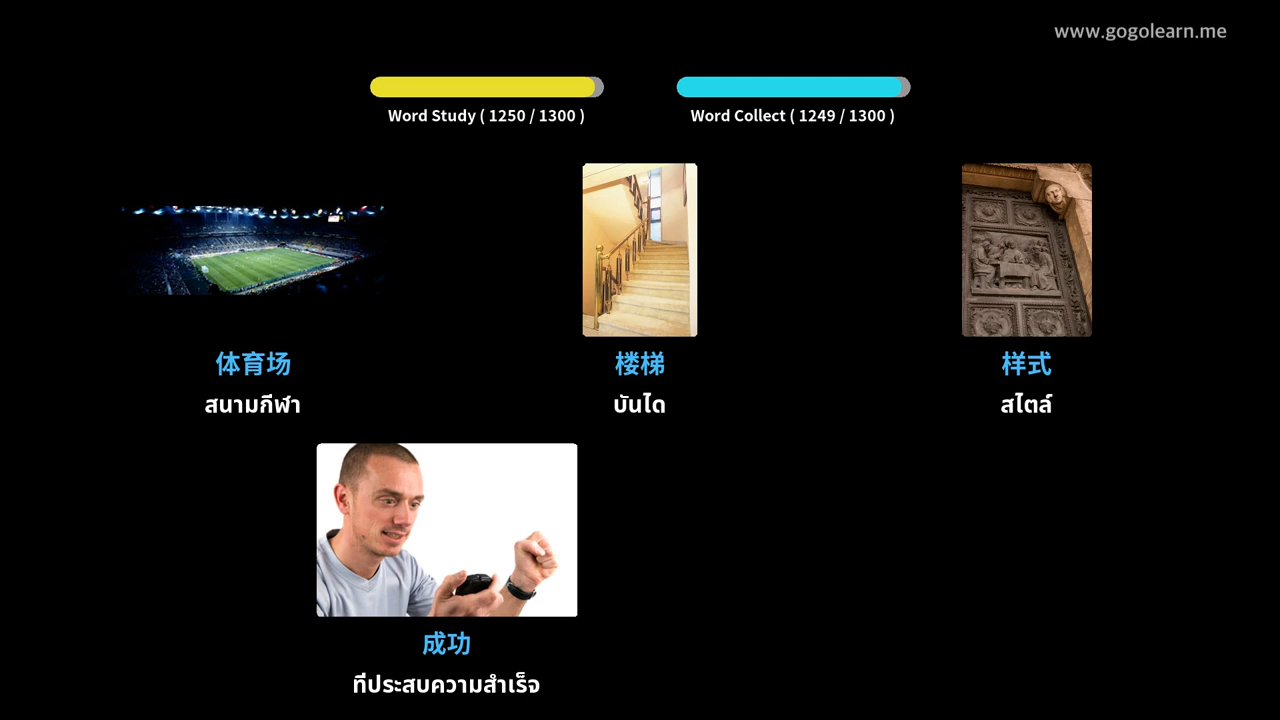 www.gogolearn.me
Word Study ( 1250 / 1300 )
Word Collect ( 1249 / 1300 )
体育场
楼梯
样式
สนามกีฬา
บันได
สไตล์
成功
ที่ประสบความสำเร็จ